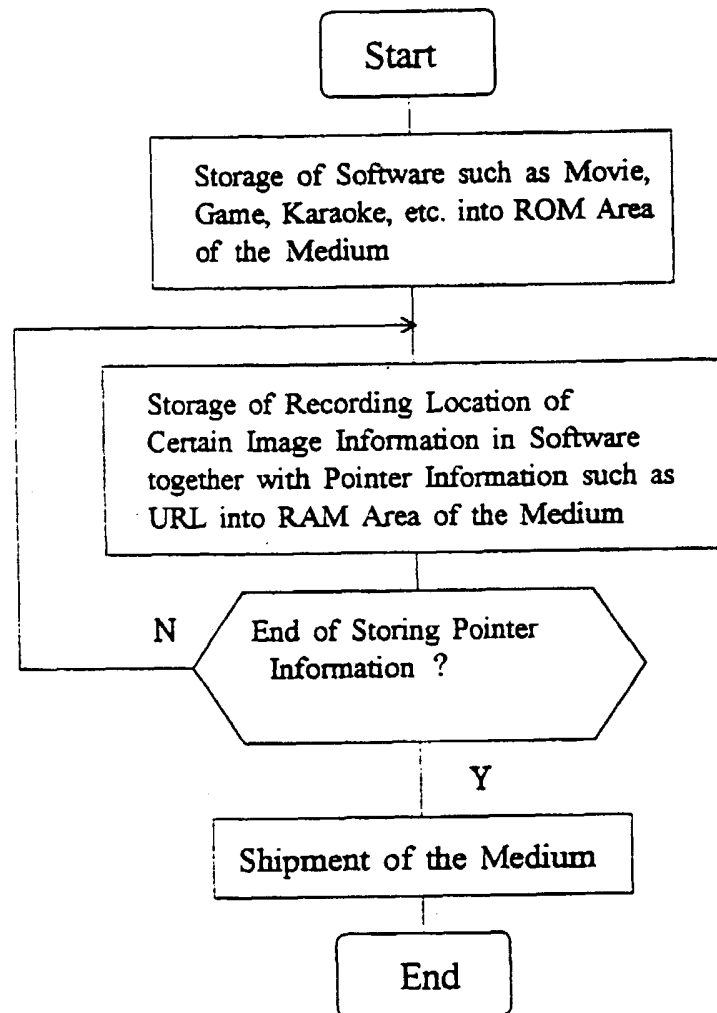 Start
Storage of Software such as Movie,
Game, Karaoke, etc. into ROM Area
of the Medium
Storage of Recording Location of
Certain Image Information in Software
together with Pointer Information such as
URL into RAM Area of the Medium
N
End of Storing Pointer
Information ?
Y
Shipment of the Medium
End